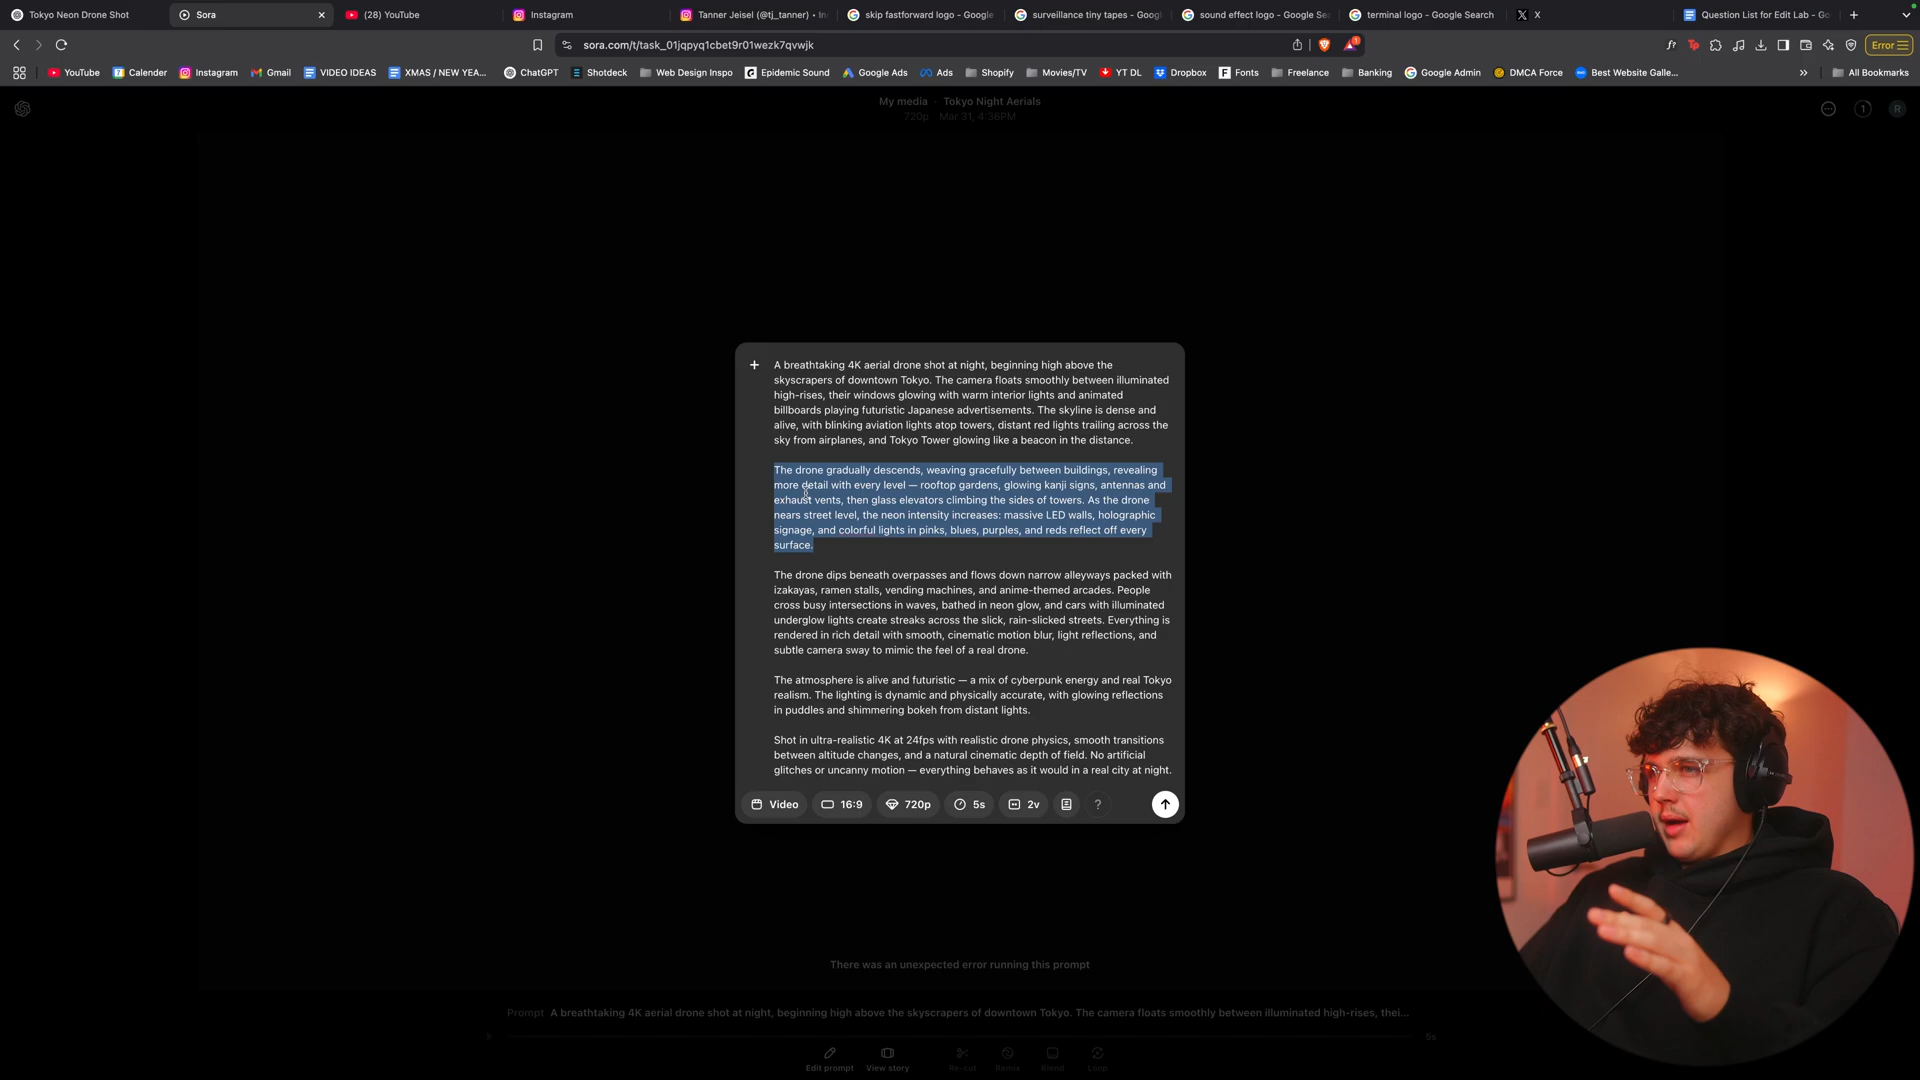 Tokyo Neon Drone Shot
Sora
(28) YouTube
Instagram
Tanner Jeisel (@tj_tanner) • In
skip fastforward logo - Google
surveillance tiny tapes - Googl
sound effect logo - Google Se
terminal logo - Google Search
X
Question List for Edit Lab - Go
sora.com/t/task_01jqpyq1cbet9r01wezk7qvwjk
Error
YouTube
Calender
Instagram
Gmail
VIDEO IDEAS
XMAS / NEW YEA...
ChatGPT
Shotdeck
Web Design Inspo
Epidemic Sound
Google Ads
Ads
Shopify
Movies/TV
YT DL
Dropbox
Fonts
Freelance
Banking
Google Admin
DMCA Force
Best Website Galle...
All Bookmarks
My media - Tokyo Night Aerials
720p Mar 31, 4:36PM
1
R
A breathtaking 4K aerial drone shot at night, beginning high above the
skyscrapers of downtown Tokyo. The camera floats smoothly between illuminated
high-rises, their windows glowing with warm interior lights and animated
billboards playing futuristic Japanese advertisements. The skyline is dense and
alive, with blinking aviation lights atop towers, distant red lights trailing across the
sky from airplanes, and Tokyo Tower glowing like a beacon in the distance.
The drone gradually descends, weaving gracefully between buildings, revealing
more detail with every level — rooftop gardens, glowing kanji signs, antennas and
exhaust vents, then glass elevators climbing the sides of towers. As the drone
nears street level, the neon intensity increases: massive LED walls, holographic
signage, and colorful lights in pinks, blues, purples, and reds reflect off every
surface.
The drone dips beneath overpasses and flows down narrow alleyways packed with
izakayas, ramen stalls, vending machines, and anime-themed arcades. People
cross busy intersections in waves, bathed in neon glow, and cars with illuminated
underglow lights create streaks across the slick, rain-slicked streets. Everything is
rendered in rich detail with smooth, cinematic motion blur, light reflections, and
subtle camera sway to mimic the feel of a real drone.
The atmosphere is alive and futuristic — a mix of cyberpunk energy and real Tokyo
realism. The lighting is dynamic and physically accurate, with glowing reflections
in puddles and shimmering bokeh from distant lights.
Shot in ultra-realistic 4K at 24fps with realistic drone physics, smooth transitions
between altitude changes, and a natural cinematic depth of field. No artificial
glitches or uncanny motion — everything behaves as it would in a real city at night.
Video
16:9
720p
5s
2v
?
There was an unexpected error running this prompt
Prompt A breathtaking 4K aerial drone shot at night, beginning high above the skyscrapers of downtown Tokyo. The camera floats smoothly between illuminated high-rises, thei...
5s
Edit prompt
View story
Re-cut
Remix
Blend
Loop